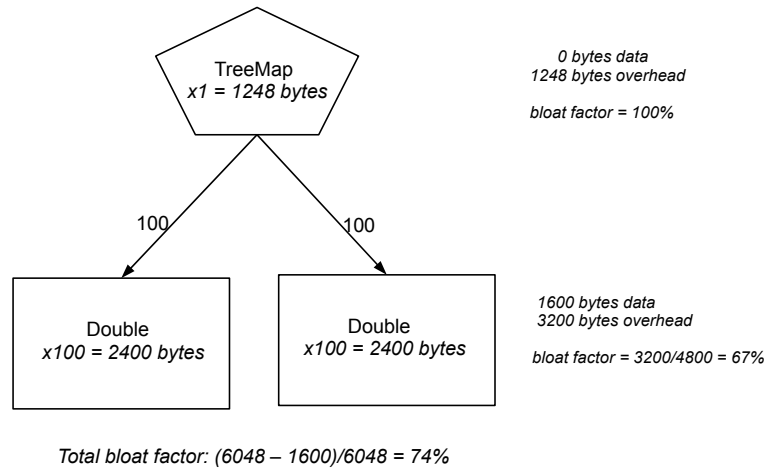 TreeMap
x1 = 1248 bytes
0 bytes data
1248 bytes overhead
bloat factor = 100%
100
100
Double
x100 = 2400 bytes
Double
x100 = 2400 bytes
1600 bytes data
3200 bytes overhead
bloat factor = 3200/4800 = 67%
Total bloat factor: (6048 – 1600)/6048 = 74%